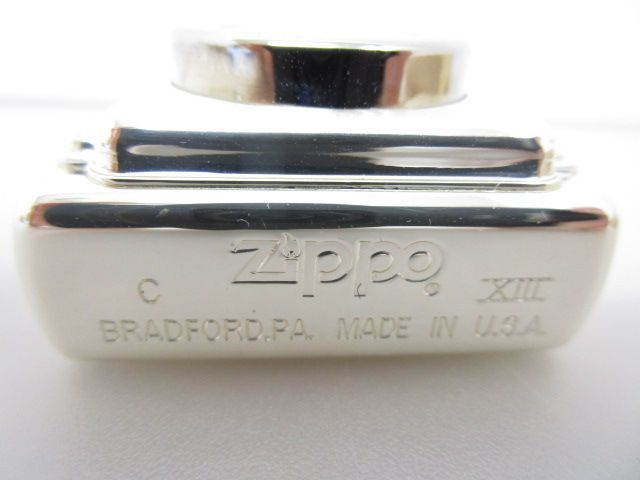 Zippo
C XIII
BRADFORD,PA. MADE IN U.S.A.